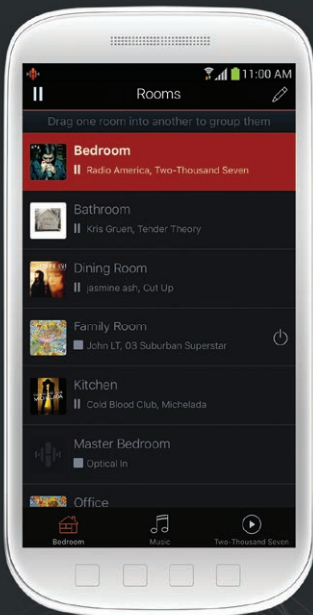 11:00 AM
Rooms
Drag one room into another to group them
Bedroom
Radio America, Two-Thousand Seven
Bathroom
Kris Gruen, Tender Theory
Dining Room
jasmine ash, Cut Up
Family Room
John LT, 03 Suburban Superstar
Kitchen
Cold Blood Club, Michelada
Master Bedroom
Optical In
Office
Bedroom
Music
Two-Thousand Seven